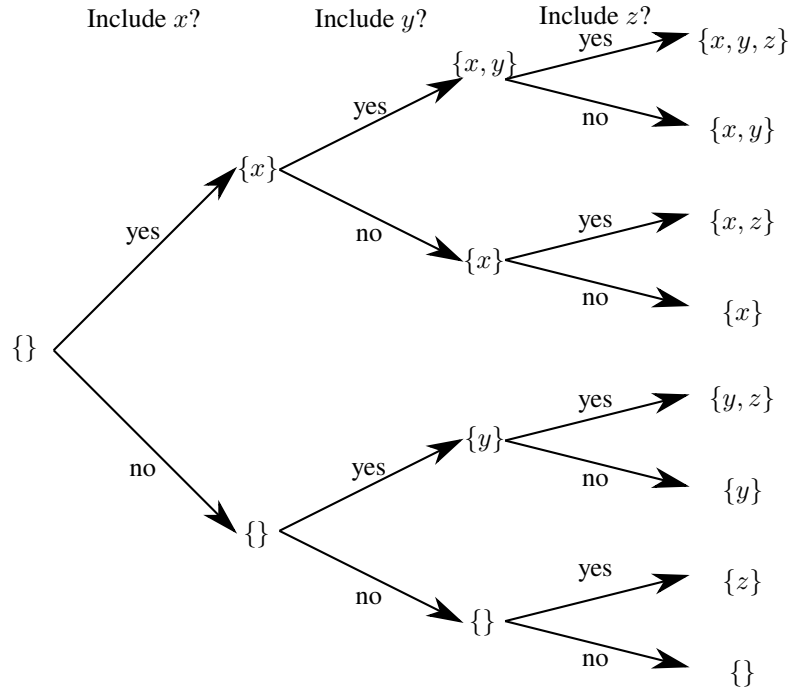 Include x? Include y? Include z?
yes {x, y, z}
{x, y}
yes no {x, y}
{x}
yes no yes {x, z}
{x}
no {x}
{}
yes {y, z}
no yes {y} no {y}
{}
no yes {z}
{}
no {}